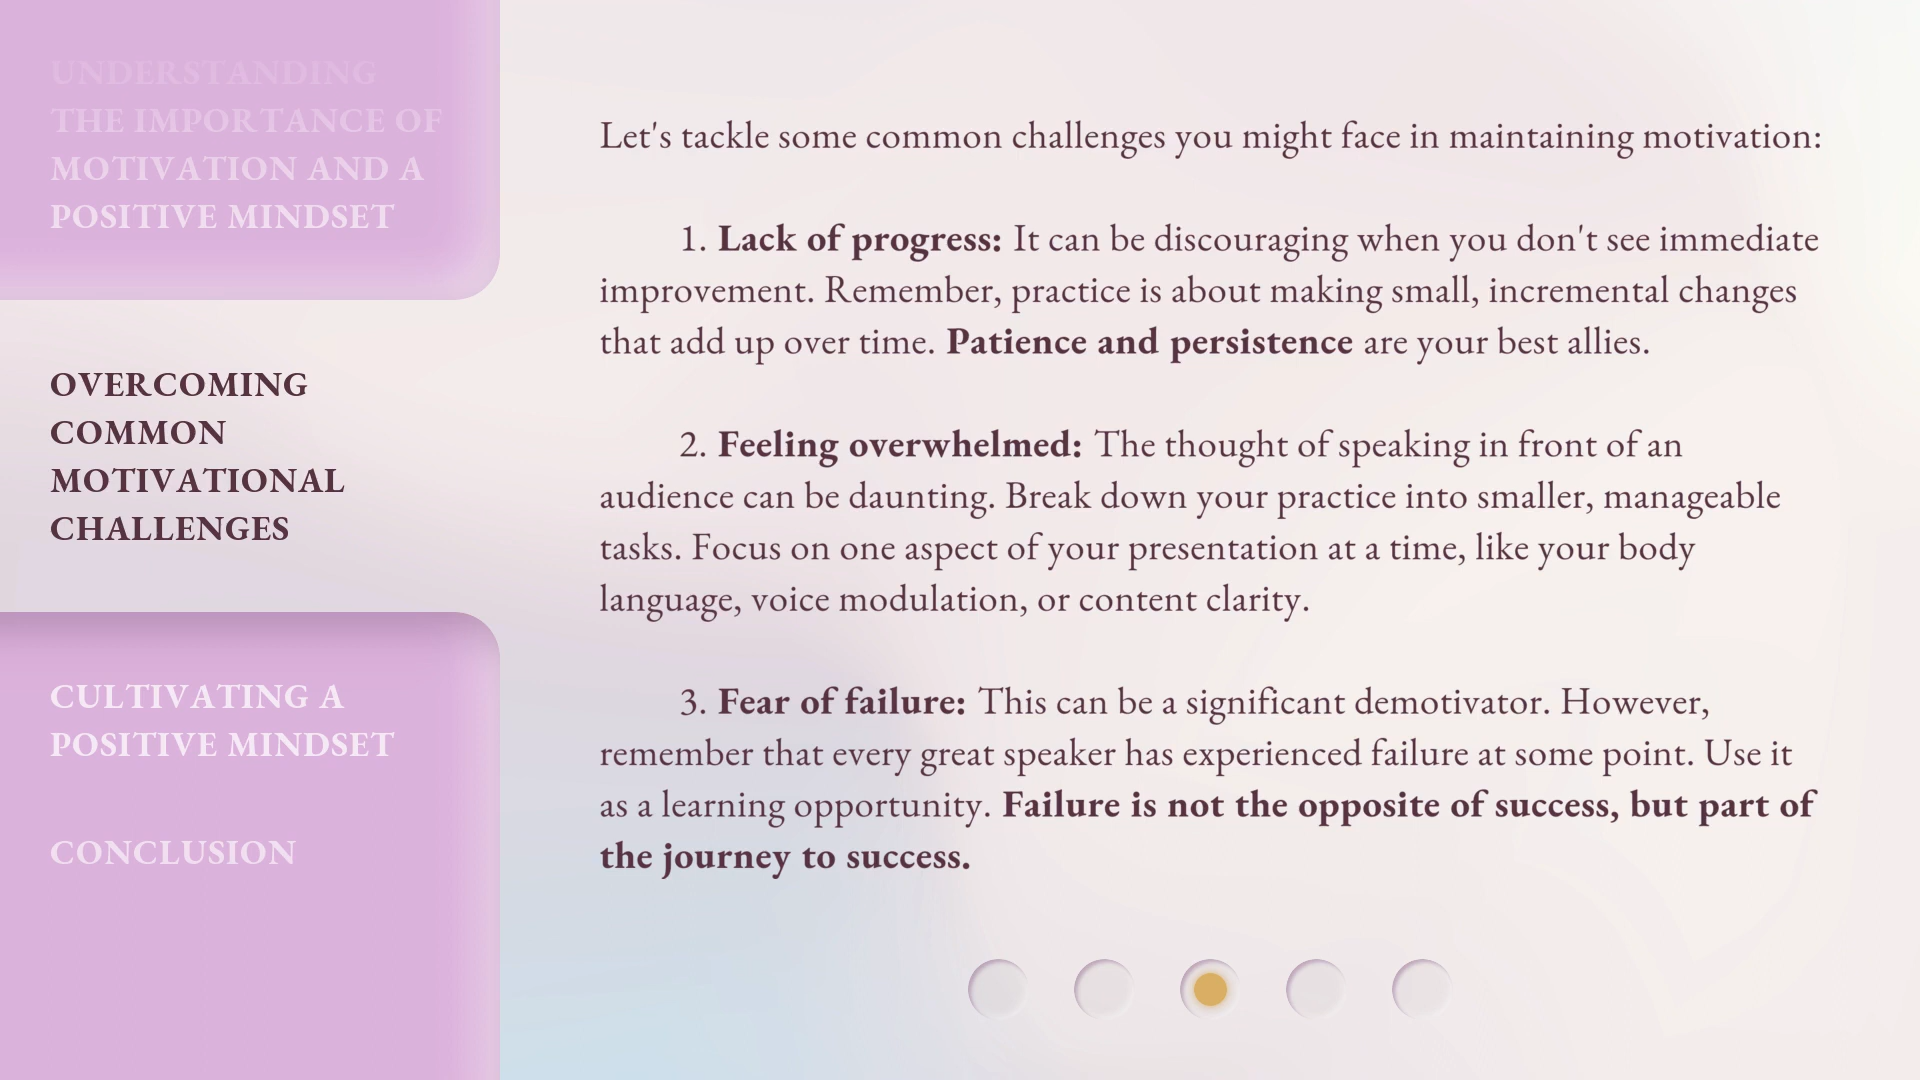 UNDERSTANDING
THE IMPORTANCE OF
MOTIVATION AND A
POSITIVE MINDSET
OVERCOMING
COMMON
MOTIVATIONAL
CHALLENGES
CULTIVATING A
POSITIVE MINDSET
CONCLUSION
Let's tackle some common challenges you might face in maintaining motivation:
1. Lack of progress: It can be discouraging when you don't see immediate
improvement. Remember, practice is about making small, incremental changes
that add up over time. Patience and persistence are your best allies.
2. Feeling overwhelmed: The thought of speaking in front of an
audience can be daunting. Break down your practice into smaller, manageable
tasks. Focus on one aspect of your presentation at a time, like your body
language, voice modulation, or content clarity.
3. Fear of failure: This can be a significant demotivator. However,
remember that every great speaker has experienced failure at some point. Use it
as a learning opportunity. Failure is not the opposite of success, but part of
the journey to success.